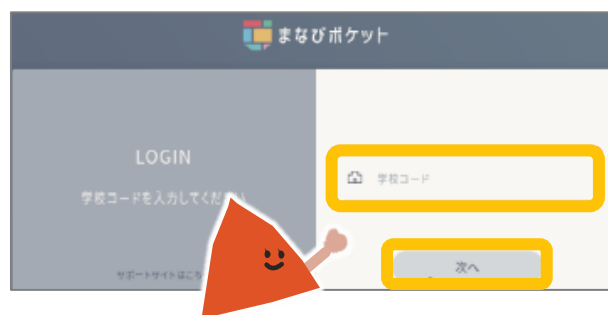 まなびポケット
LOGIN
学校コードを入力してくだ
学校コード
サポートサイトはこち
次へ